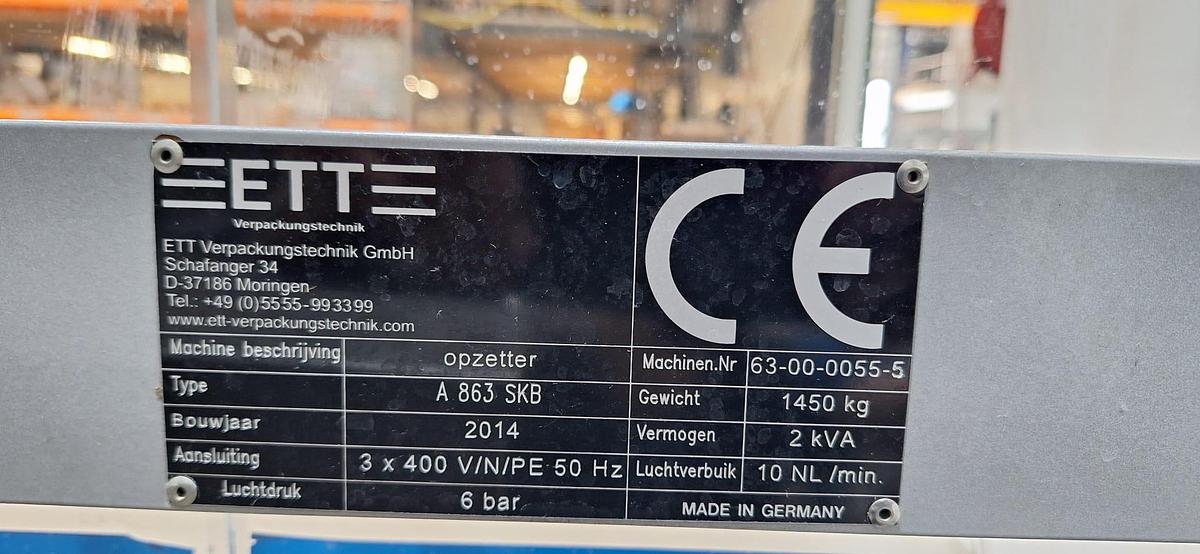 ETT
Verpackungstechnik
ETT Verpackungstechnik GmbH
Schafanger 34
D-37186 Moringen
Tel.: +49 (0)5555-993399
www.ett-verpackungstechnik.com
CE
Machine beschrijving opzetter Machinen.Nr 63-00-0055-5
Type A 863 SKB Gewicht 1450 kg
Bouwjaar 2014 Vermogen 2 kVA
Aansluiting 3 x 400 V/N/PE 50 Hz Luchtverbuik 10 NL /min.
Luchtdruk 6 bar MADE IN GERMANY